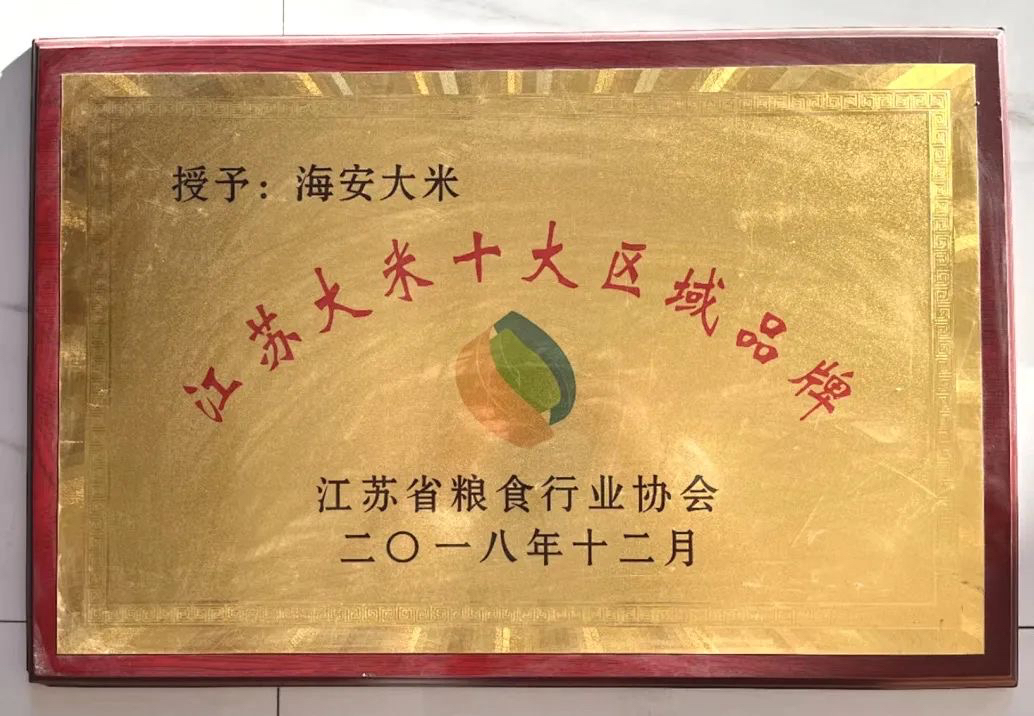 授予：海安大米
江苏大米十大区域品牌
江苏省粮食行业协会
二〇一八年十二月